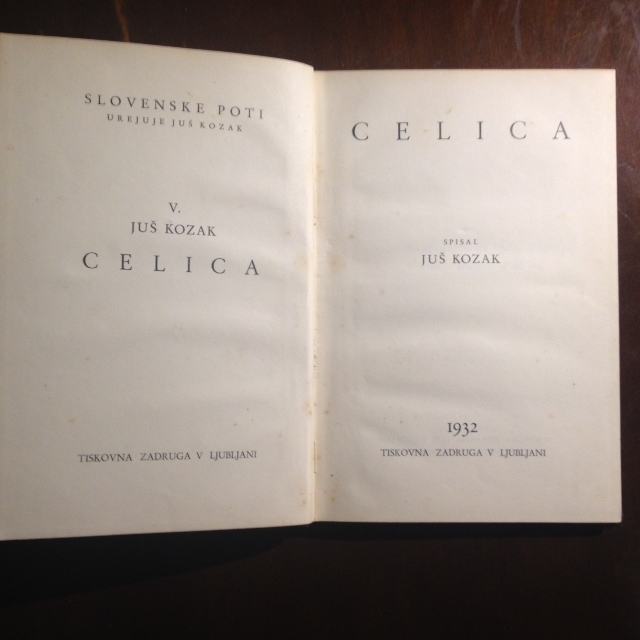 SLOVENSKE POTI
UREJUJE JUŠ KOZAK
V.
JUŠ KOZAK
CELICA
TISKOVNA ZADRUGA V LJUBLJANI
CELICA
SPISAL
JUŠ KOZAK
1932
TISKOVNA ZADRUGA V LJUBLJANI